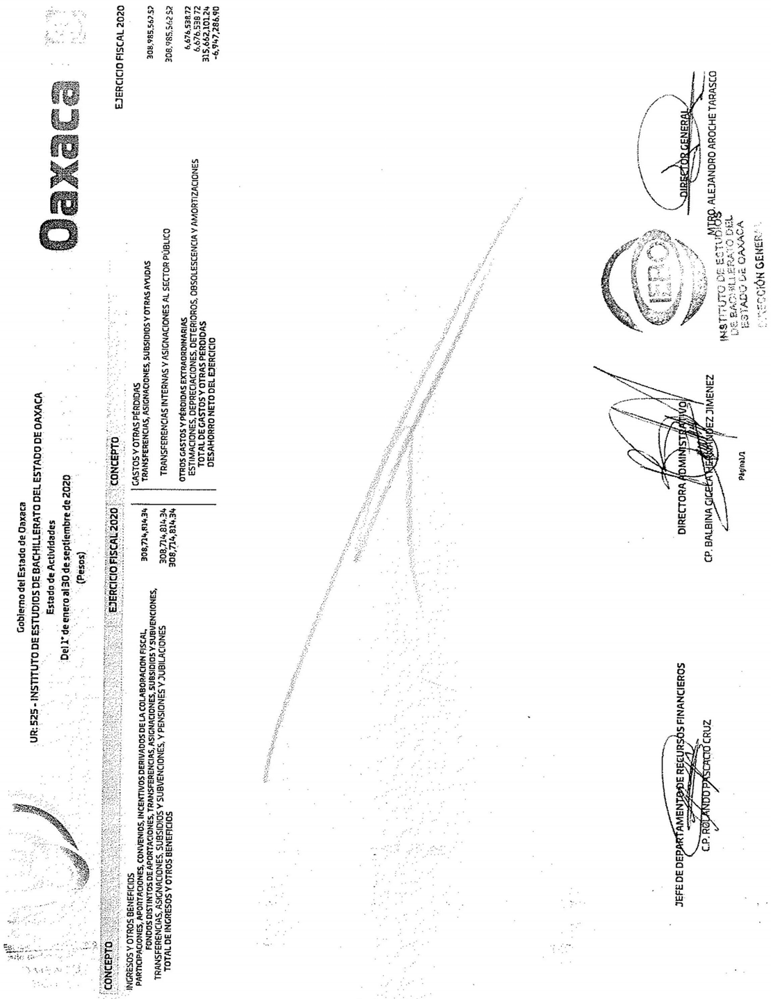 Oaxaca
Gobierno del Estado de Oaxaca
UR: 525 - INSTITUTO DE ESTUDIOS DE BACHILLERATO DEL ESTADO DE OAXACA
Estado de Actividades
Del 1° de enero al 30 de septiembre de 2020
(Pesos)
CONCEPTO EJERCICIO FISCAL 2020 CONCEPTO EJERCICIO FISCAL 2020
INGRESOS Y OTROS BENEFICIOS
PARTICIPACIONES, APORTACIONES, CONVENIOS, INCENTIVOS DERIVADOS DE LA COLABORACION FISCAL,
FONDOS DISTINTOS DE APORTACIONES, TRANSFERENCIAS, ASIGNACIONES, SUBSIDIOS Y SUBVENCIONES, 308,714,814.34
TRANSFERENCIAS, ASIGNACIONES, SUBSIDIOS Y SUBVENCIONES, Y PENSIONES Y JUBILACIONES 308,714,814.34
TOTAL DE INGRESOS Y OTROS BENEFICIOS 308,714,814.34
GASTOS Y OTRAS PÉRDIDAS
TRANSFERENCIAS, ASIGNACIONES, SUBSIDIOS Y OTRAS AYUDAS 308,985,562.52
TRANSFERENCIAS INTERNAS Y ASIGNACIONES AL SECTOR PÚBLICO 308,985,562.52
OTROS GASTOS Y PÉRDIDAS EXTRAORDINARIAS 6,676,538.72
ESTIMACIONES, DEPRECIACIONES, DETERIOROS, OBSOLESCENCIA Y AMORTIZACIONES 6,676,538.72
TOTAL DE GASTOS Y OTRAS PERDIDAS 315,662,101.24
DESAHORRO NETO DEL EJERCICIO -6,947,286.90
JEFE DE DEPARTAMENTO DE RECURSOS FINANCIEROS
C.P. ROLANDO PASCACIO CRUZ
DIRECTORA ADMINISTRATIVO
CP. BALBINA GICELA HERNANDEZ JIMENEZ
DIRECTOR GENERAL
MTRO. ALEJANDRO AROCHE TARASCO
INSTITUTO DE ESTUDIOS
DE BACHILLERATO DEL
ESTADO DE OAXACA
DIRECCIÓN GENERAL
Página1/1